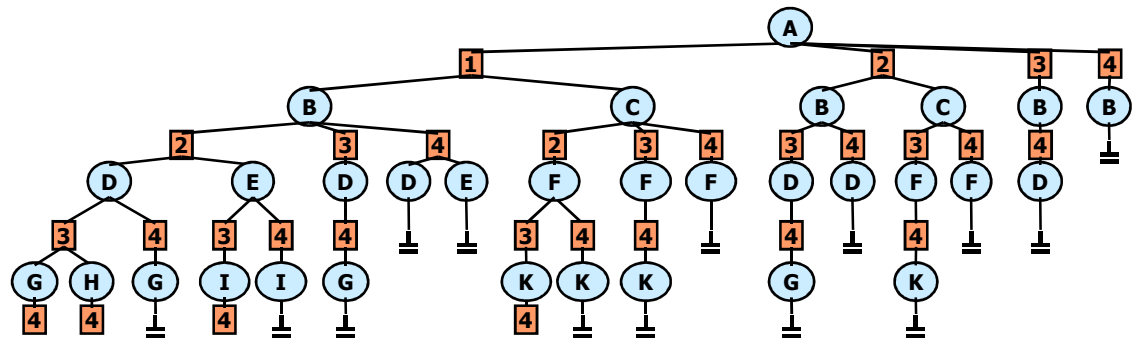 A
1 2 3 4
B C B C B B
2 3 4 2 3 4 3 4 3 4 4
D E D D E F F F D D F F D
3 4 3 4 4 3 4 4 4 4
G H G I I G K K K G K
4 4 4 4